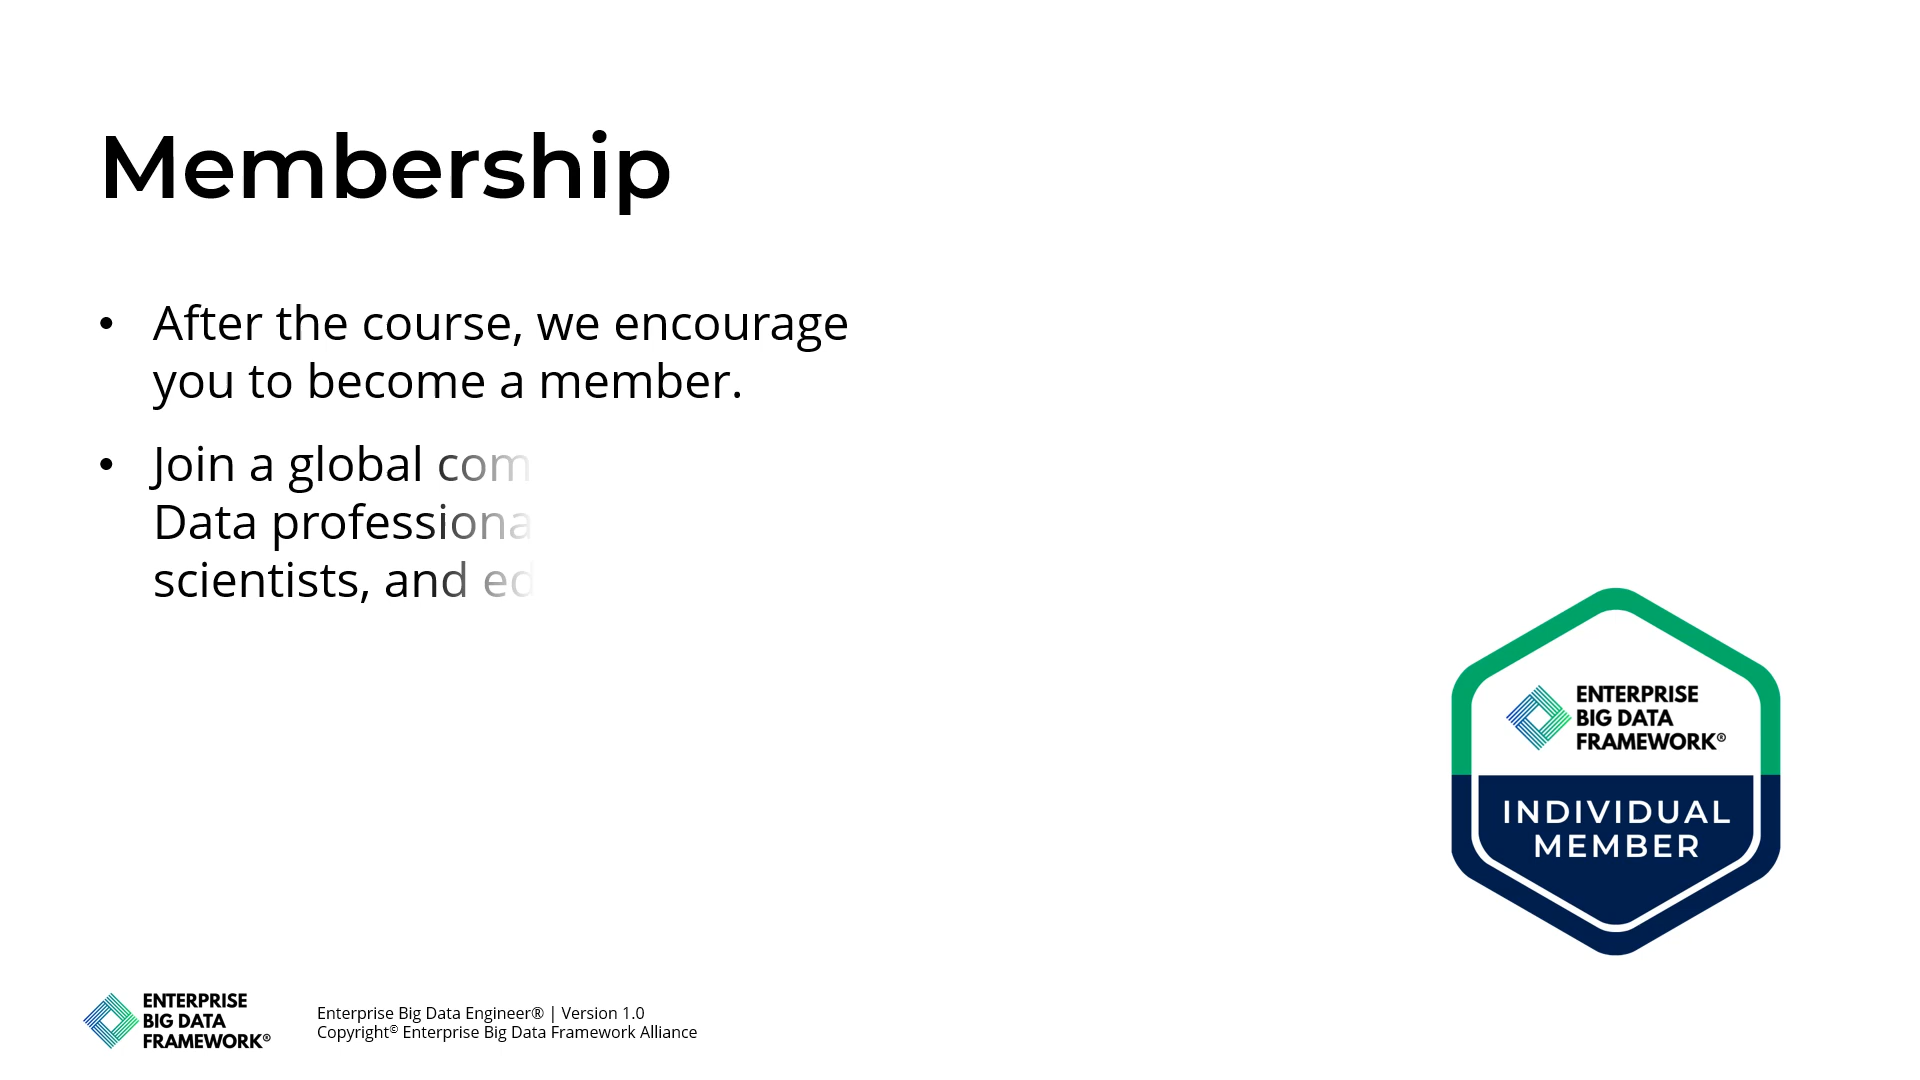 Membership
• After the course, we encourage
you to become a member.
• Join a global
Data
scientists, and
ENTERPRISE
BIG DATA
FRAMEWORK®
INDIVIDUAL
MEMBER
ENTERPRISE
BIG DATA
FRAMEWORK®
Enterprise Big Data Engineer® | Version 1.0
Copyright© Enterprise Big Data Framework Alliance